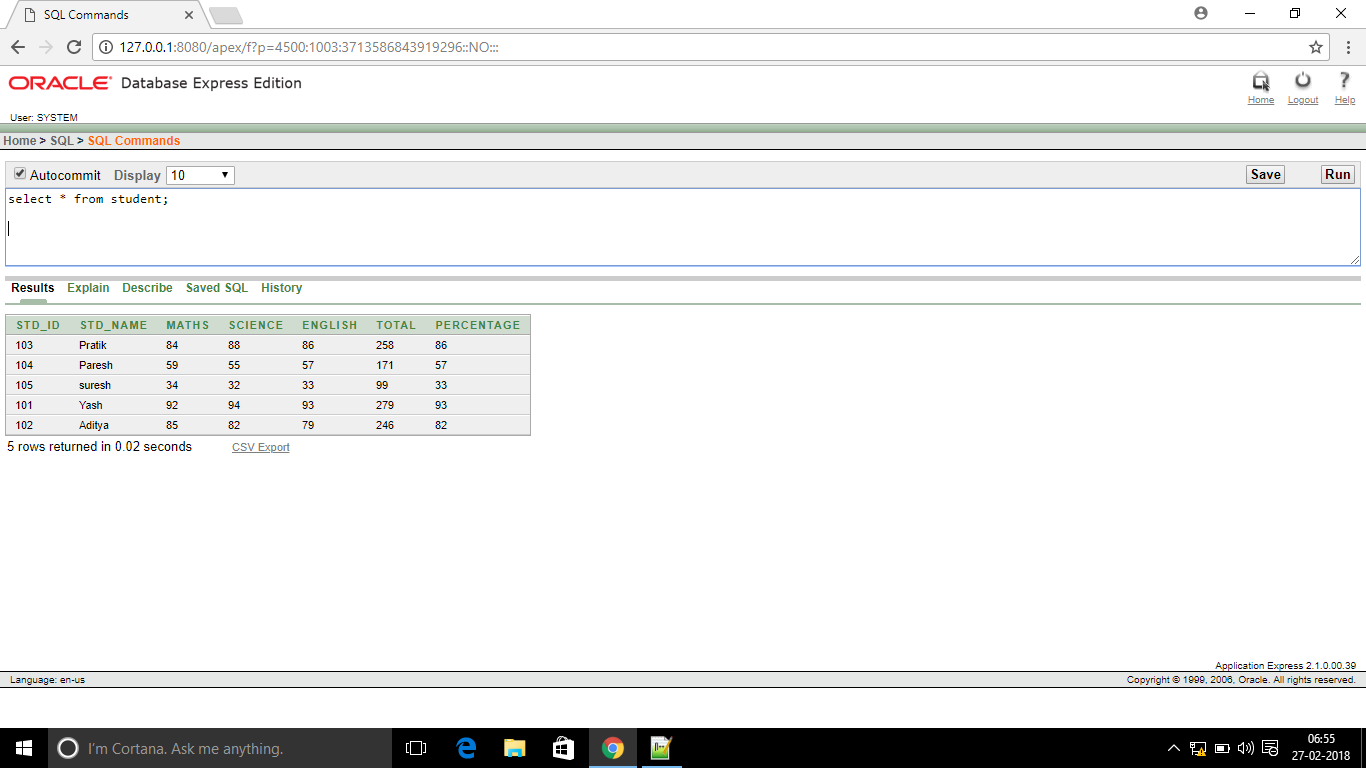 SQL Commands
127.0.0.1:8080/apex/f?p=4500:1003:3713586843919296::NO:::
ORACLE Database Express Edition
Home Logout Help
User: SYSTEM
Home > SQL > SQL Commands
Autocommit Display 10 Save Run
select * from student;
Results Explain Describe Saved SQL History
STD_ID STD_NAME MATHS SCIENCE ENGLISH TOTAL PERCENTAGE
103 Pratik 84 88 86 258 86
104 Paresh 59 55 57 171 57
105 suresh 34 32 33 99 33
101 Yash 92 94 93 279 93
102 Aditya 85 82 79 246 82
5 rows returned in 0.02 seconds CSV Export
Application Express 2.1.0.00.39
Language: en-us Copyright © 1999, 2006, Oracle. All rights reserved.
I'm Cortana. Ask me anything.
06:55
27-02-2018